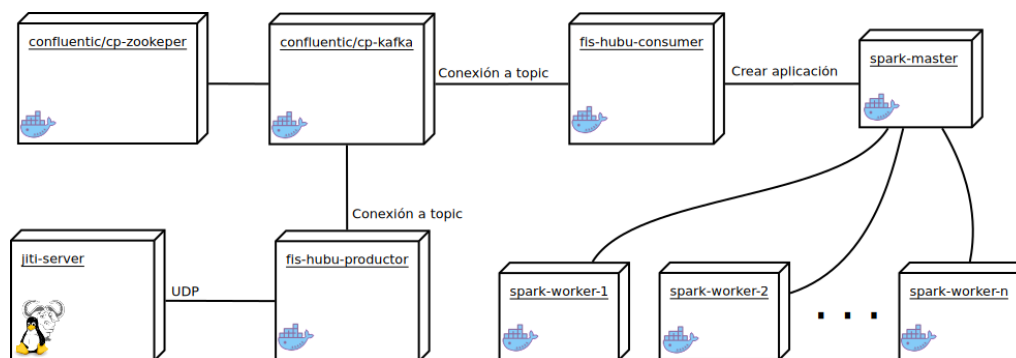 confluentic/cp-zookeper
confluentic/cp-kafka
fis-hubu-consumer
spark-master
Conexión a topic
Crear aplicación
Conexión a topic
jiti-server
fis-hubu-productor
UDP
spark-worker-1
spark-worker-2
spark-worker-n
. . .